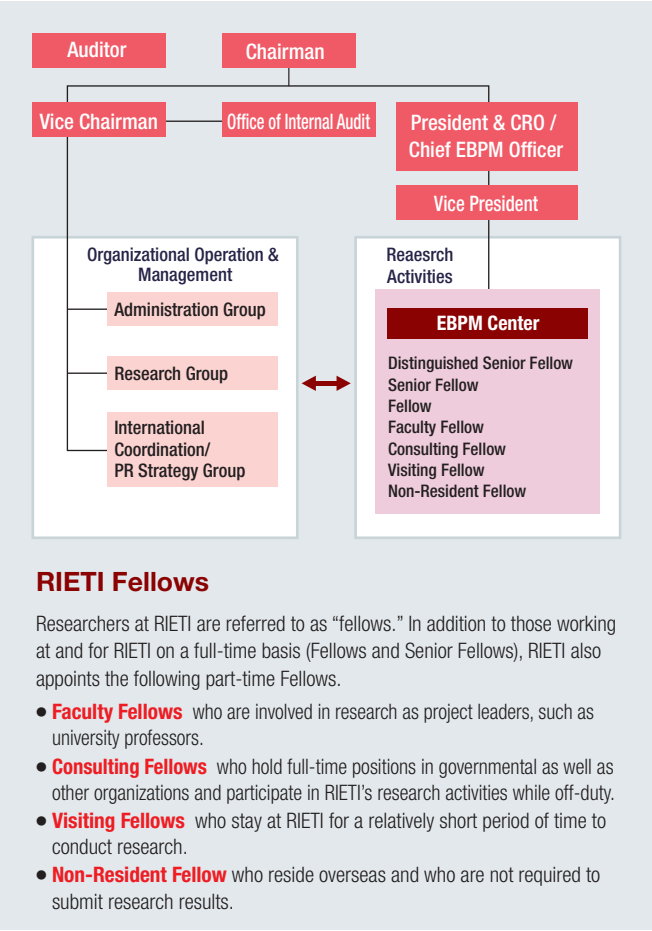 Auditor
Chairman
Vice Chairman
Office of Internal Audit
President & CRO /
Chief EBPM Officer
Vice President
Organizational Operation &
Management
Administration Group
Research Group
International
Coordination/
PR Strategy Group
Reaesrch
Activities
EBPM Center
Distinguished Senior Fellow
Senior Fellow
Fellow
Faculty Fellow
Consulting Fellow
Visiting Fellow
Non-Resident Fellow
RIETI Fellows
Researchers at RIETI are referred to as “fellows.” In addition to those working
at and for RIETI on a full-time basis (Fellows and Senior Fellows), RIETI also
appoints the following part-time Fellows.
● Faculty Fellows who are involved in research as project leaders, such as
university professors.
● Consulting Fellows who hold full-time positions in governmental as well as
other organizations and participate in RIETI’s research activities while off-duty.
● Visiting Fellows who stay at RIETI for a relatively short period of time to
conduct research.
● Non-Resident Fellow who reside overseas and who are not required to
submit research results.